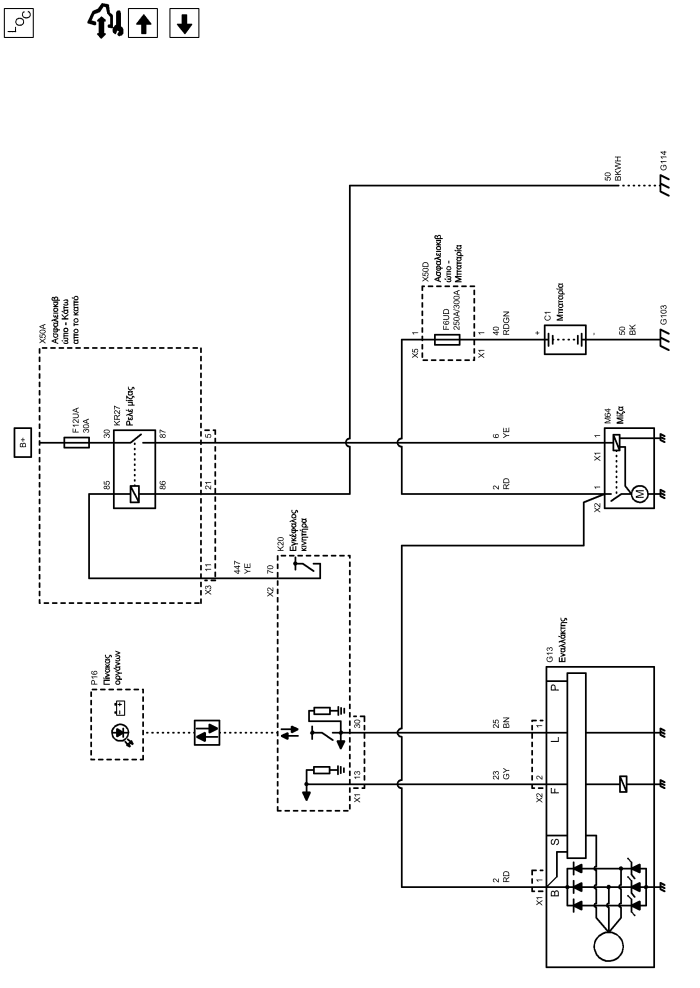 LOC
B+
X50A
Ασφαλειοκιβ
ώτιο - Κάτω
απο το καπό
F12UA
30A
KR27
Ρελέ μίζας
30
87
85
86
5
21
11
X3
447
YE
70
X2
K20
Εγκέφαλος
κινητήρα
P16
Πίνακας
οργάνων
30
13
X1
50
BKWH
G114
X50D
Ασφαλειοκιβ
ώτιο -
Μπαταρία
1
X5
F6UD
250A/300A
1
X1
40
RDGN
C1
Μπαταρία
+
-
50
BK
G103
6
YE
2
RD
M64
Μίζα
1
X1
1
X2
M
G13
Εναλλάκτης
25
BN
1
23
GY
2
X2
2
RD
1
X1
P
L
F
S
B